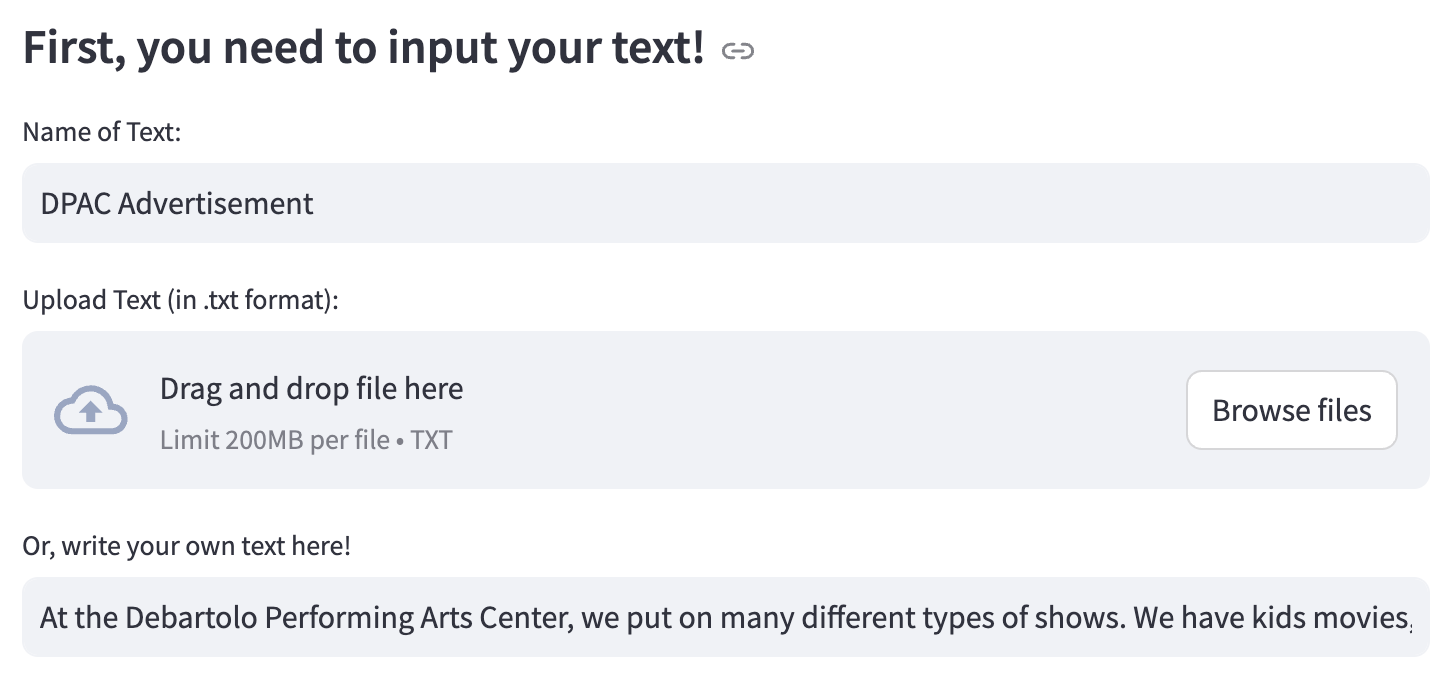 First, you need to input your text!
Name of Text:
DPAC Advertisement
Upload Text (in .txt format):
Drag and drop file here
Limit 200MB per file • TXT
Browse files
Or, write your own text here!
At the Debartolo Performing Arts Center, we put on many different types of shows. We have kids movies,